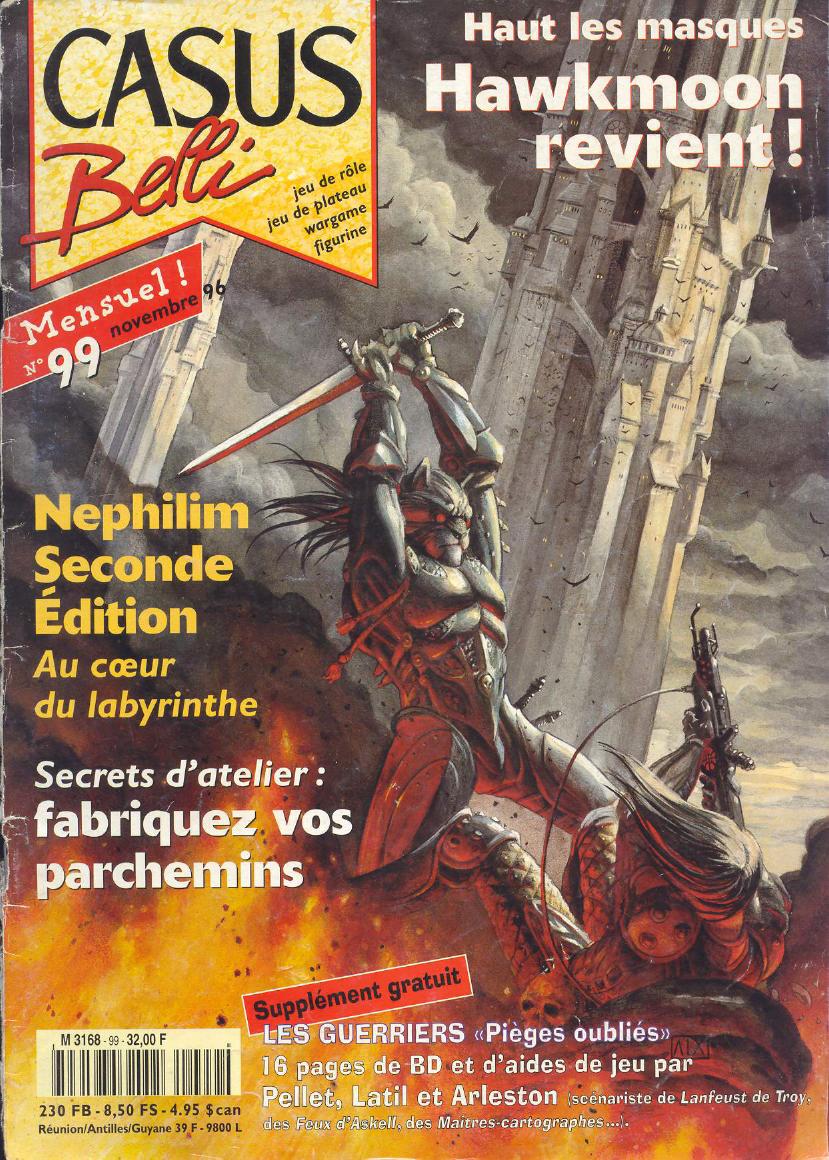 CASUS
Belli
jeu de rôle
jeu de plateau
wargame
figurine
Mensuel !
N° 99 novembre 96
Haut les masques
Hawkmoon
revient !
Nephilim
Seconde
Édition
Au cœur
du labyrinthe
Secrets d'atelier :
fabriquez vos
parchemins
Supplément gratuit
LES GUERRIERS «Pièges oubliés»
16 pages de BD et d'aides de jeu par
Pellet, Latil et Arleston (scénariste de Lanfeust de Troy,
des Feux d'Askell, des Maîtres-cartographes...).
M 3168 - 99 - 32,00 F
230 FB - 8,50 FS - 4.95 $ can
Réunion/Antilles/Guyane 39 F - 9800 L